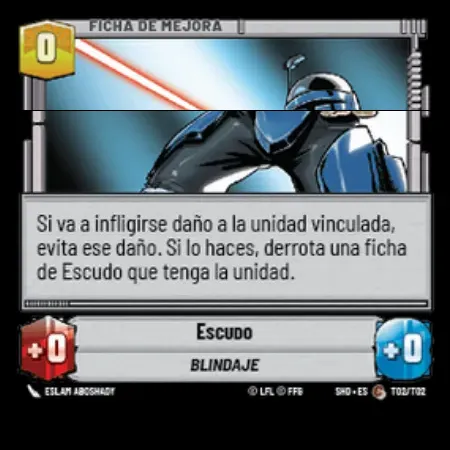 FICHA DE MEJORA
0
Si va a infligirse daño a la unidad vinculada,
evita ese daño. Si lo haces, derrota una ficha
de Escudo que tenga la unidad.
+0
ESCUDO
+0
BLINDAJE
ESLAM ABOSHADY
© LFL © FFG
SHD • ES
T02/T02